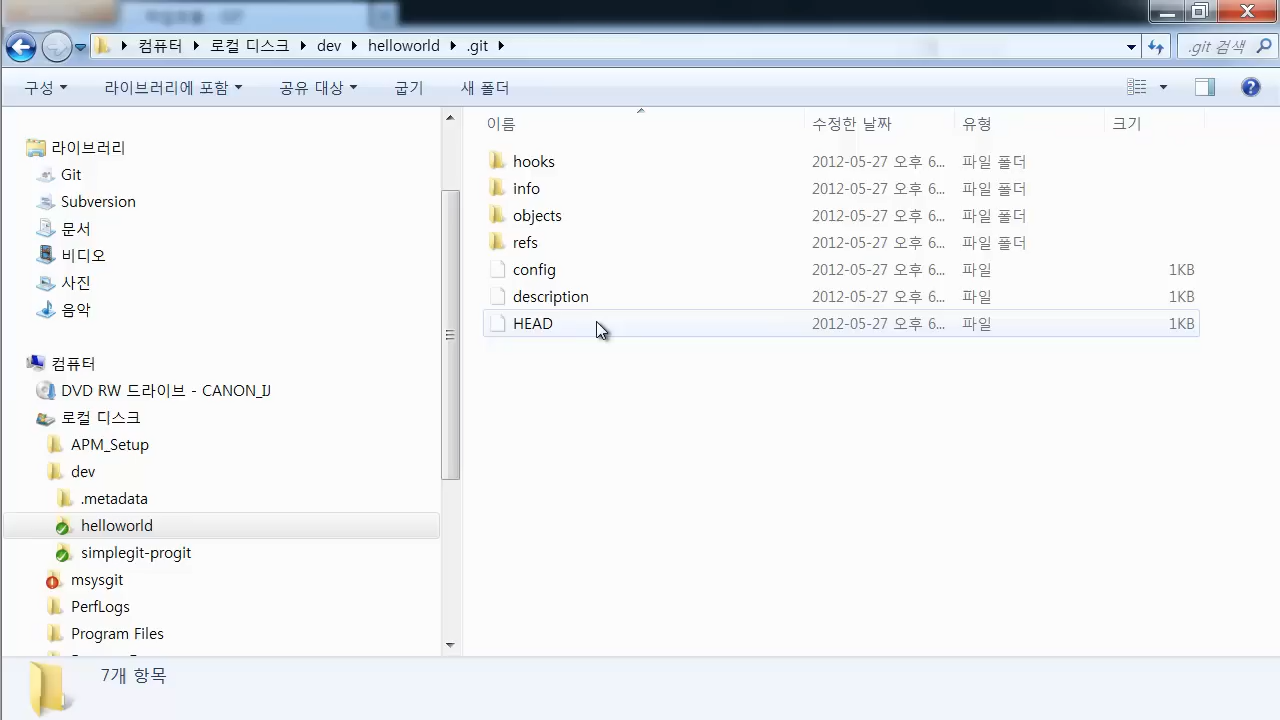 컴퓨터 로컬 디스크 dev helloworld .git
.git 검색
구성 라이브러리에 포함 공유 대상 굽기 새 폴더
라이브러리
Git
Subversion
문서
비디오
사진
음악
컴퓨터
DVD RW 드라이브 - CANON_IJ
로컬 디스크
APM_Setup
dev
.metadata
helloworld
simplegit-progit
msysgit
PerfLogs
Program Files
이름 수정한 날짜 유형 크기
hooks 2012-05-27 오후 6... 파일 폴더
info 2012-05-27 오후 6... 파일 폴더
objects 2012-05-27 오후 6... 파일 폴더
refs 2012-05-27 오후 6... 파일 폴더
config 2012-05-27 오후 6... 파일 1KB
description 2012-05-27 오후 6... 파일 1KB
HEAD 2012-05-27 오후 6... 파일 1KB
7개 항목